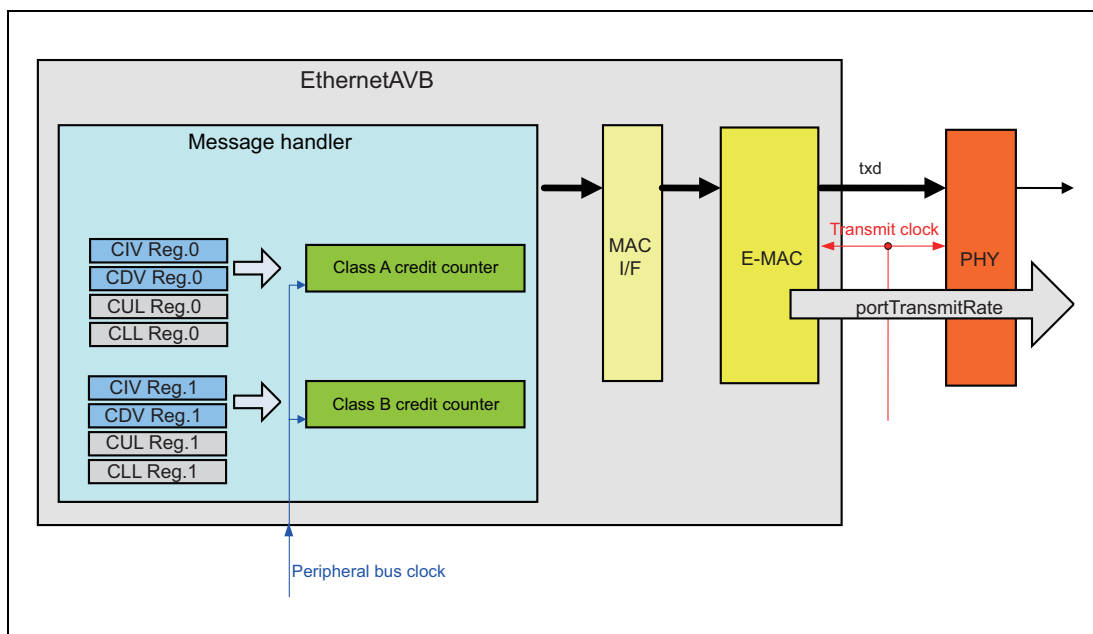 EthernetAVB
Message handler
CIV Reg.0
CDV Reg.0
CUL Reg.0
CLL Reg.0
Class A credit counter
CIV Reg.1
CDV Reg.1
CUL Reg.1
CLL Reg.1
Class B credit counter
Peripheral bus clock
MAC
I/F
E-MAC
txd
Transmit clock
PHY
portTransmitRate